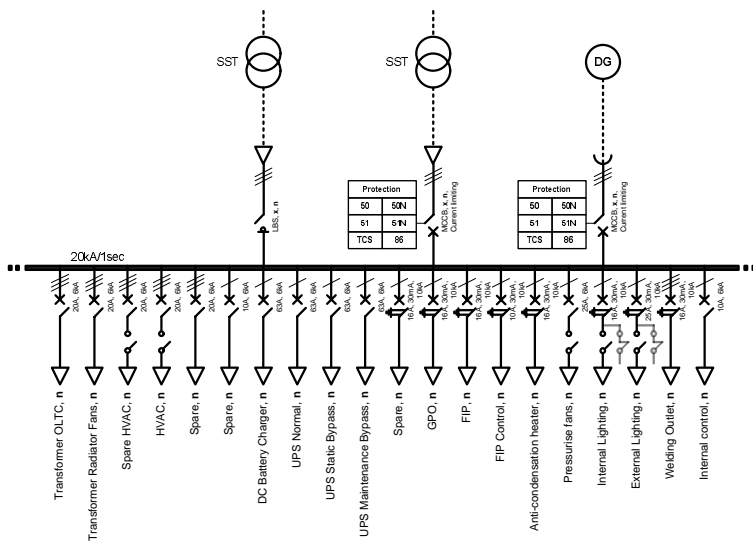 SST
SST
DG
LBS, x, n
Protection
50 50N
51 51N
TCS 86
MCCB, x, n,
Current limiting
Protection
50 50N
51 51N
TCS 86
MCCB, x, n,
Current limiting
20kA/1sec
20A, 6kA
20A, 6kA
20A, 6kA
20A, 6kA
20A, 6kA
10A, 6kA
63A, 6kA
63A, 6kA
63A, 6kA
63A, 6kA
16A, 30mA,
10kA
16A, 30mA,
10kA
16A, 30mA,
10kA
10A, 30mA,
10kA
16A, 30mA,
10kA
25A, 6kA
16A, 30mA,
10kA
25A, 30mA,
10kA
16A, 30mA,
10kA
10A, 6kA
Transformer OLTC, n
Transformer Radiator Fans, n
Spare HVAC, n
HVAC, n
Spare, n
Spare, n
DC Battery Charger, n
UPS Normal, n
UPS Static Bypass, n
UPS Maintenance Bypass, n
Spare, n
GPO, n
FIP, n
FIP Control, n
Anti-condensation heater, n
Pressurise fans, n
Internal Lighting, n
External Lighting, n
Welding Outlet, n
Internal control, n